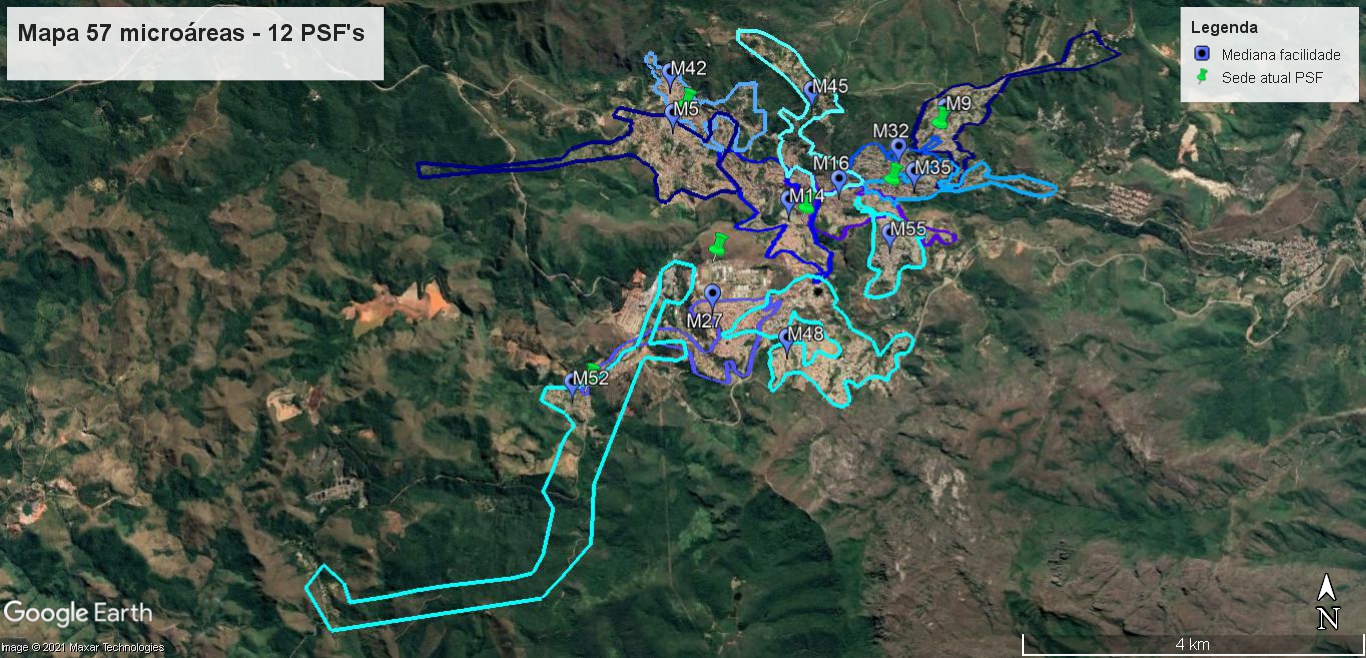 Mapa 57 microáreas - 12 PSF's
Legenda
Mediana facilidade
Sede atual PSF
M42
M45
M5
M9
M32
M16
M35
M14
M55
M27
M48
M52
Google Earth
Image © 2021 Maxar Technologies
N
4 km